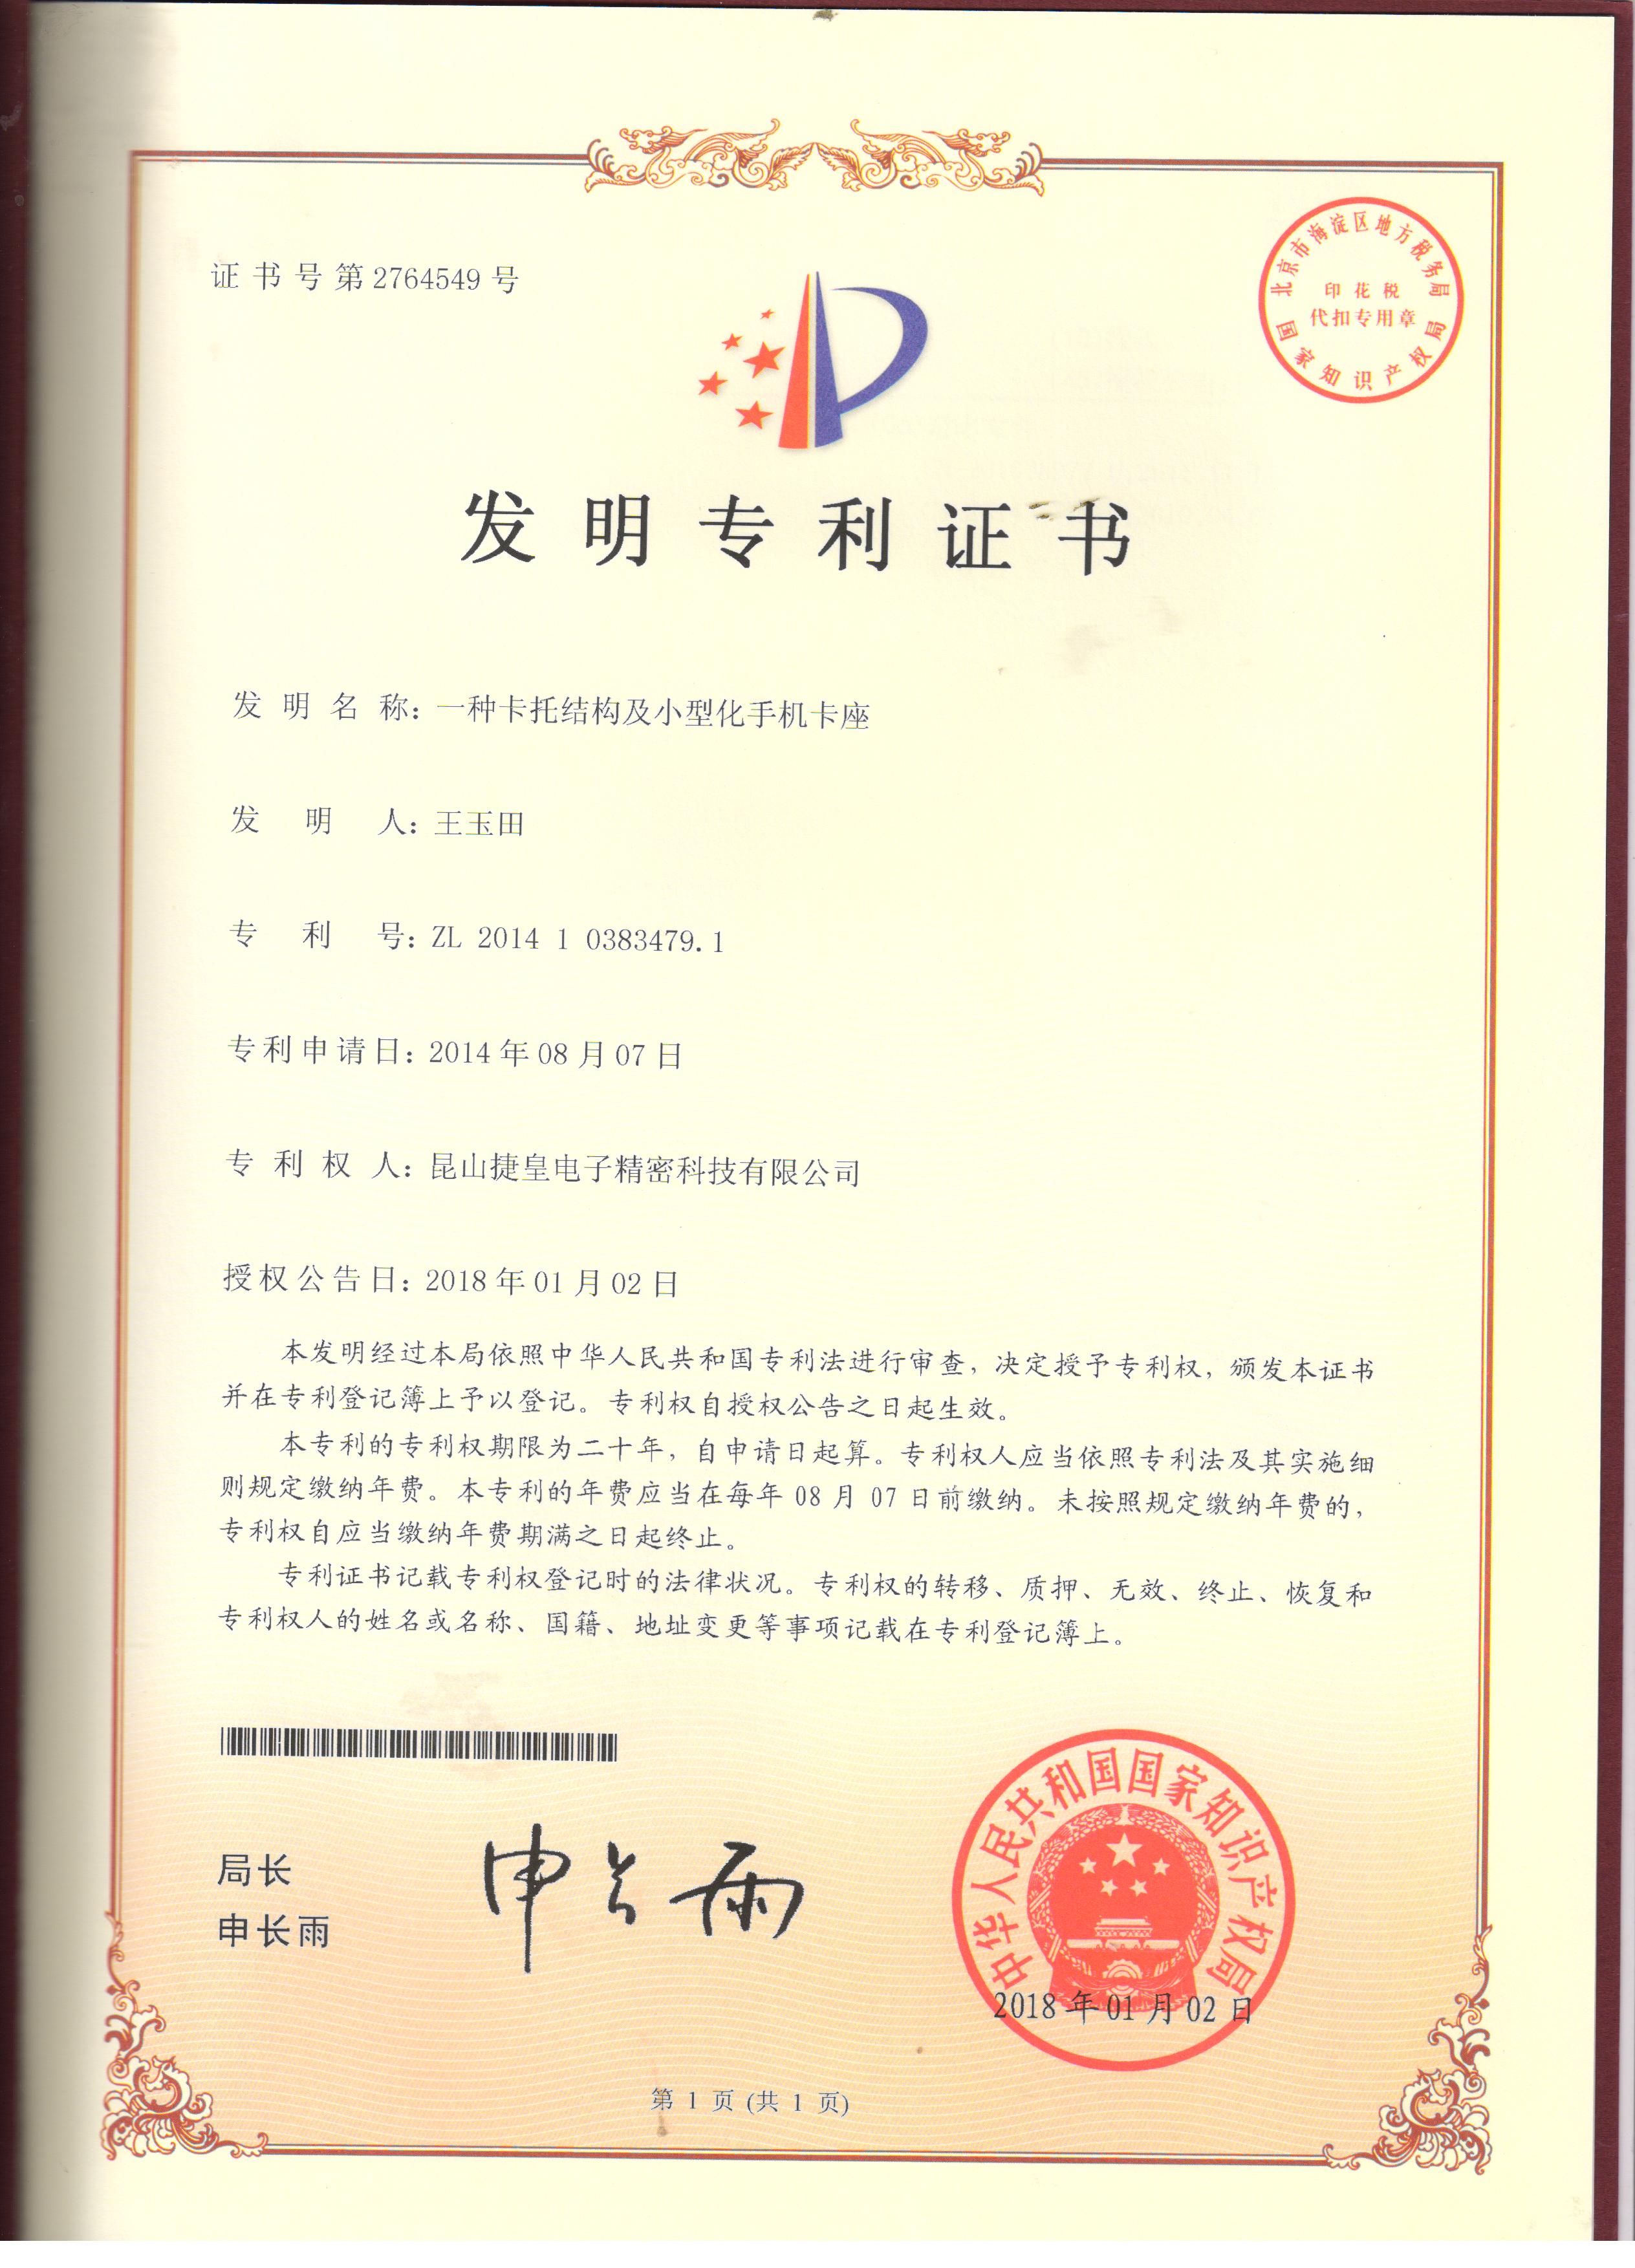 证书号第2764549号
北京市海淀区地方税务局
印花税
代扣专用章
国家知识产权局
发明专利证书
发明名称：一种卡托结构及小型化手机卡座
发明人：王玉田
专利号：ZL 2014 1 0383479.1
专利申请日：2014年08月07日
专利权人：昆山捷皇电子精密科技有限公司
授权公告日：2018年01月02日
本发明经过本局依照中华人民共和国专利法进行审查，决定授予专利权，颁发本证书
并在专利登记簿上予以登记。专利权自授权公告之日起生效。
本专利的专利权期限为二十年，自申请日起算。专利权人应当依照专利法及其实施细
则规定缴纳年费。本专利的年费应当在每年08月07日前缴纳。未按照规定缴纳年费的，
专利权自应当缴纳年费期满之日起终止。
专利证书记载专利权登记时的法律状况。专利权的转移、质押、无效、终止、恢复和
专利权人的姓名或名称、国籍、地址变更等事项记载在专利登记簿上。
局长
申长雨
申长雨
中华人民共和国国家知识产权局
2018年01月02日
第 1 页 (共 1 页)